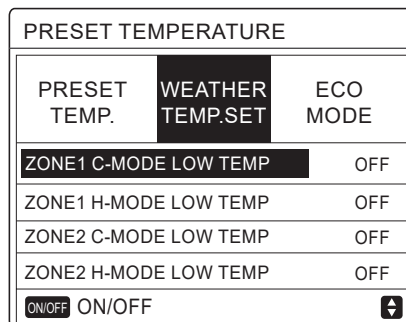 PRESET TEMPERATURE
PRESET TEMP.
WEATHER TEMP.SET
ECO MODE
ZONE1 C-MODE LOW TEMP OFF
ZONE1 H-MODE LOW TEMP OFF
ZONE2 C-MODE LOW TEMP OFF
ZONE2 H-MODE LOW TEMP OFF
ON/OFF ON/OFF